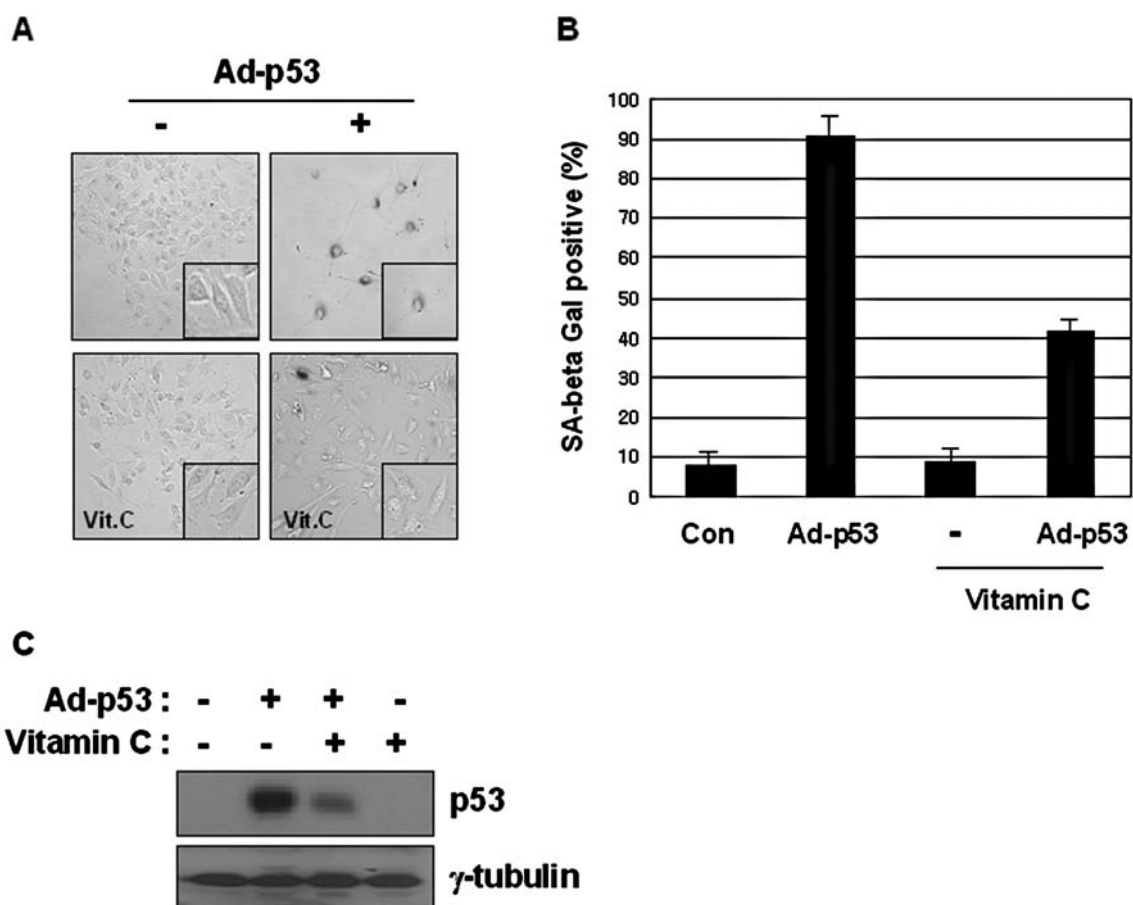 A
Ad-p53
- +
Vit.C Vit.C
B
SA-beta Gal positive (%)
100
90
80
70
60
50
40
30
20
10
0
Con Ad-p53 - Ad-p53
Vitamin C
C
Ad-p53 : - + + -
Vitamin C : - - + +
p53
γ-tubulin